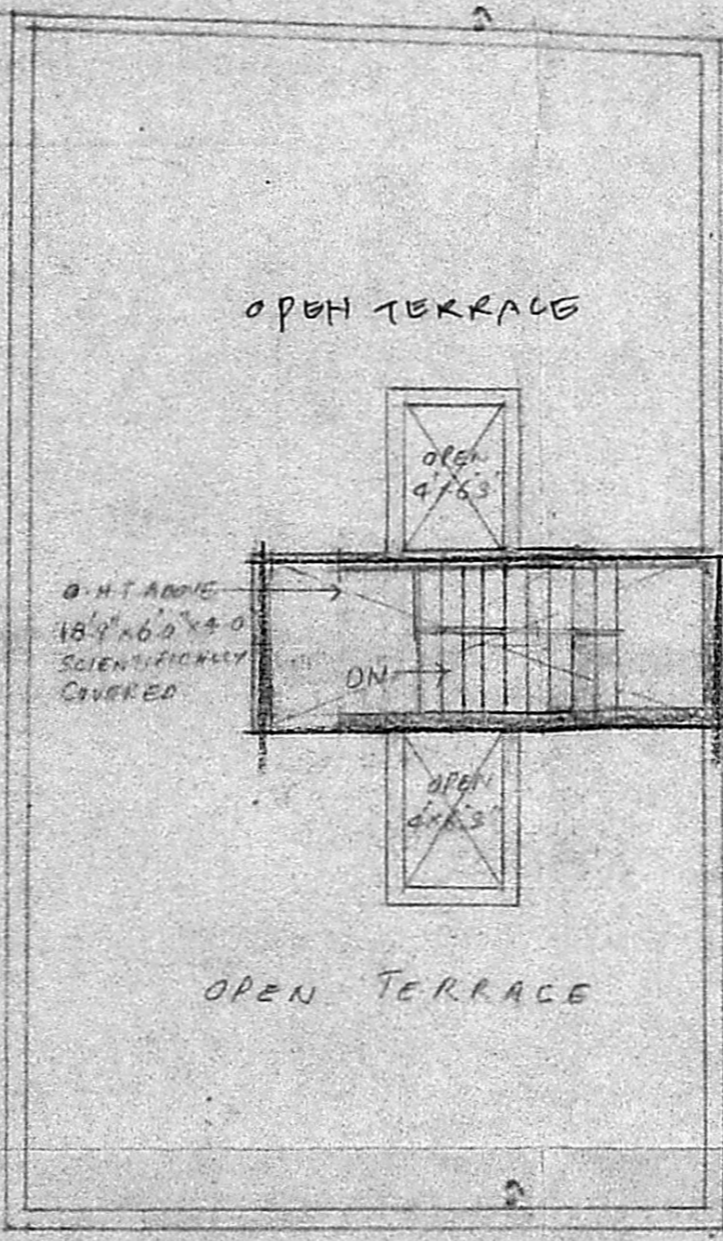 OPEN TERRACE
OPEN
4'x6'3"
O.H.T ABOVE
18'9"x6'0"x4-0
SCIENTIFICALLY
COVERED
DN
OPEN
4'x6'3"
OPEN TERRACE